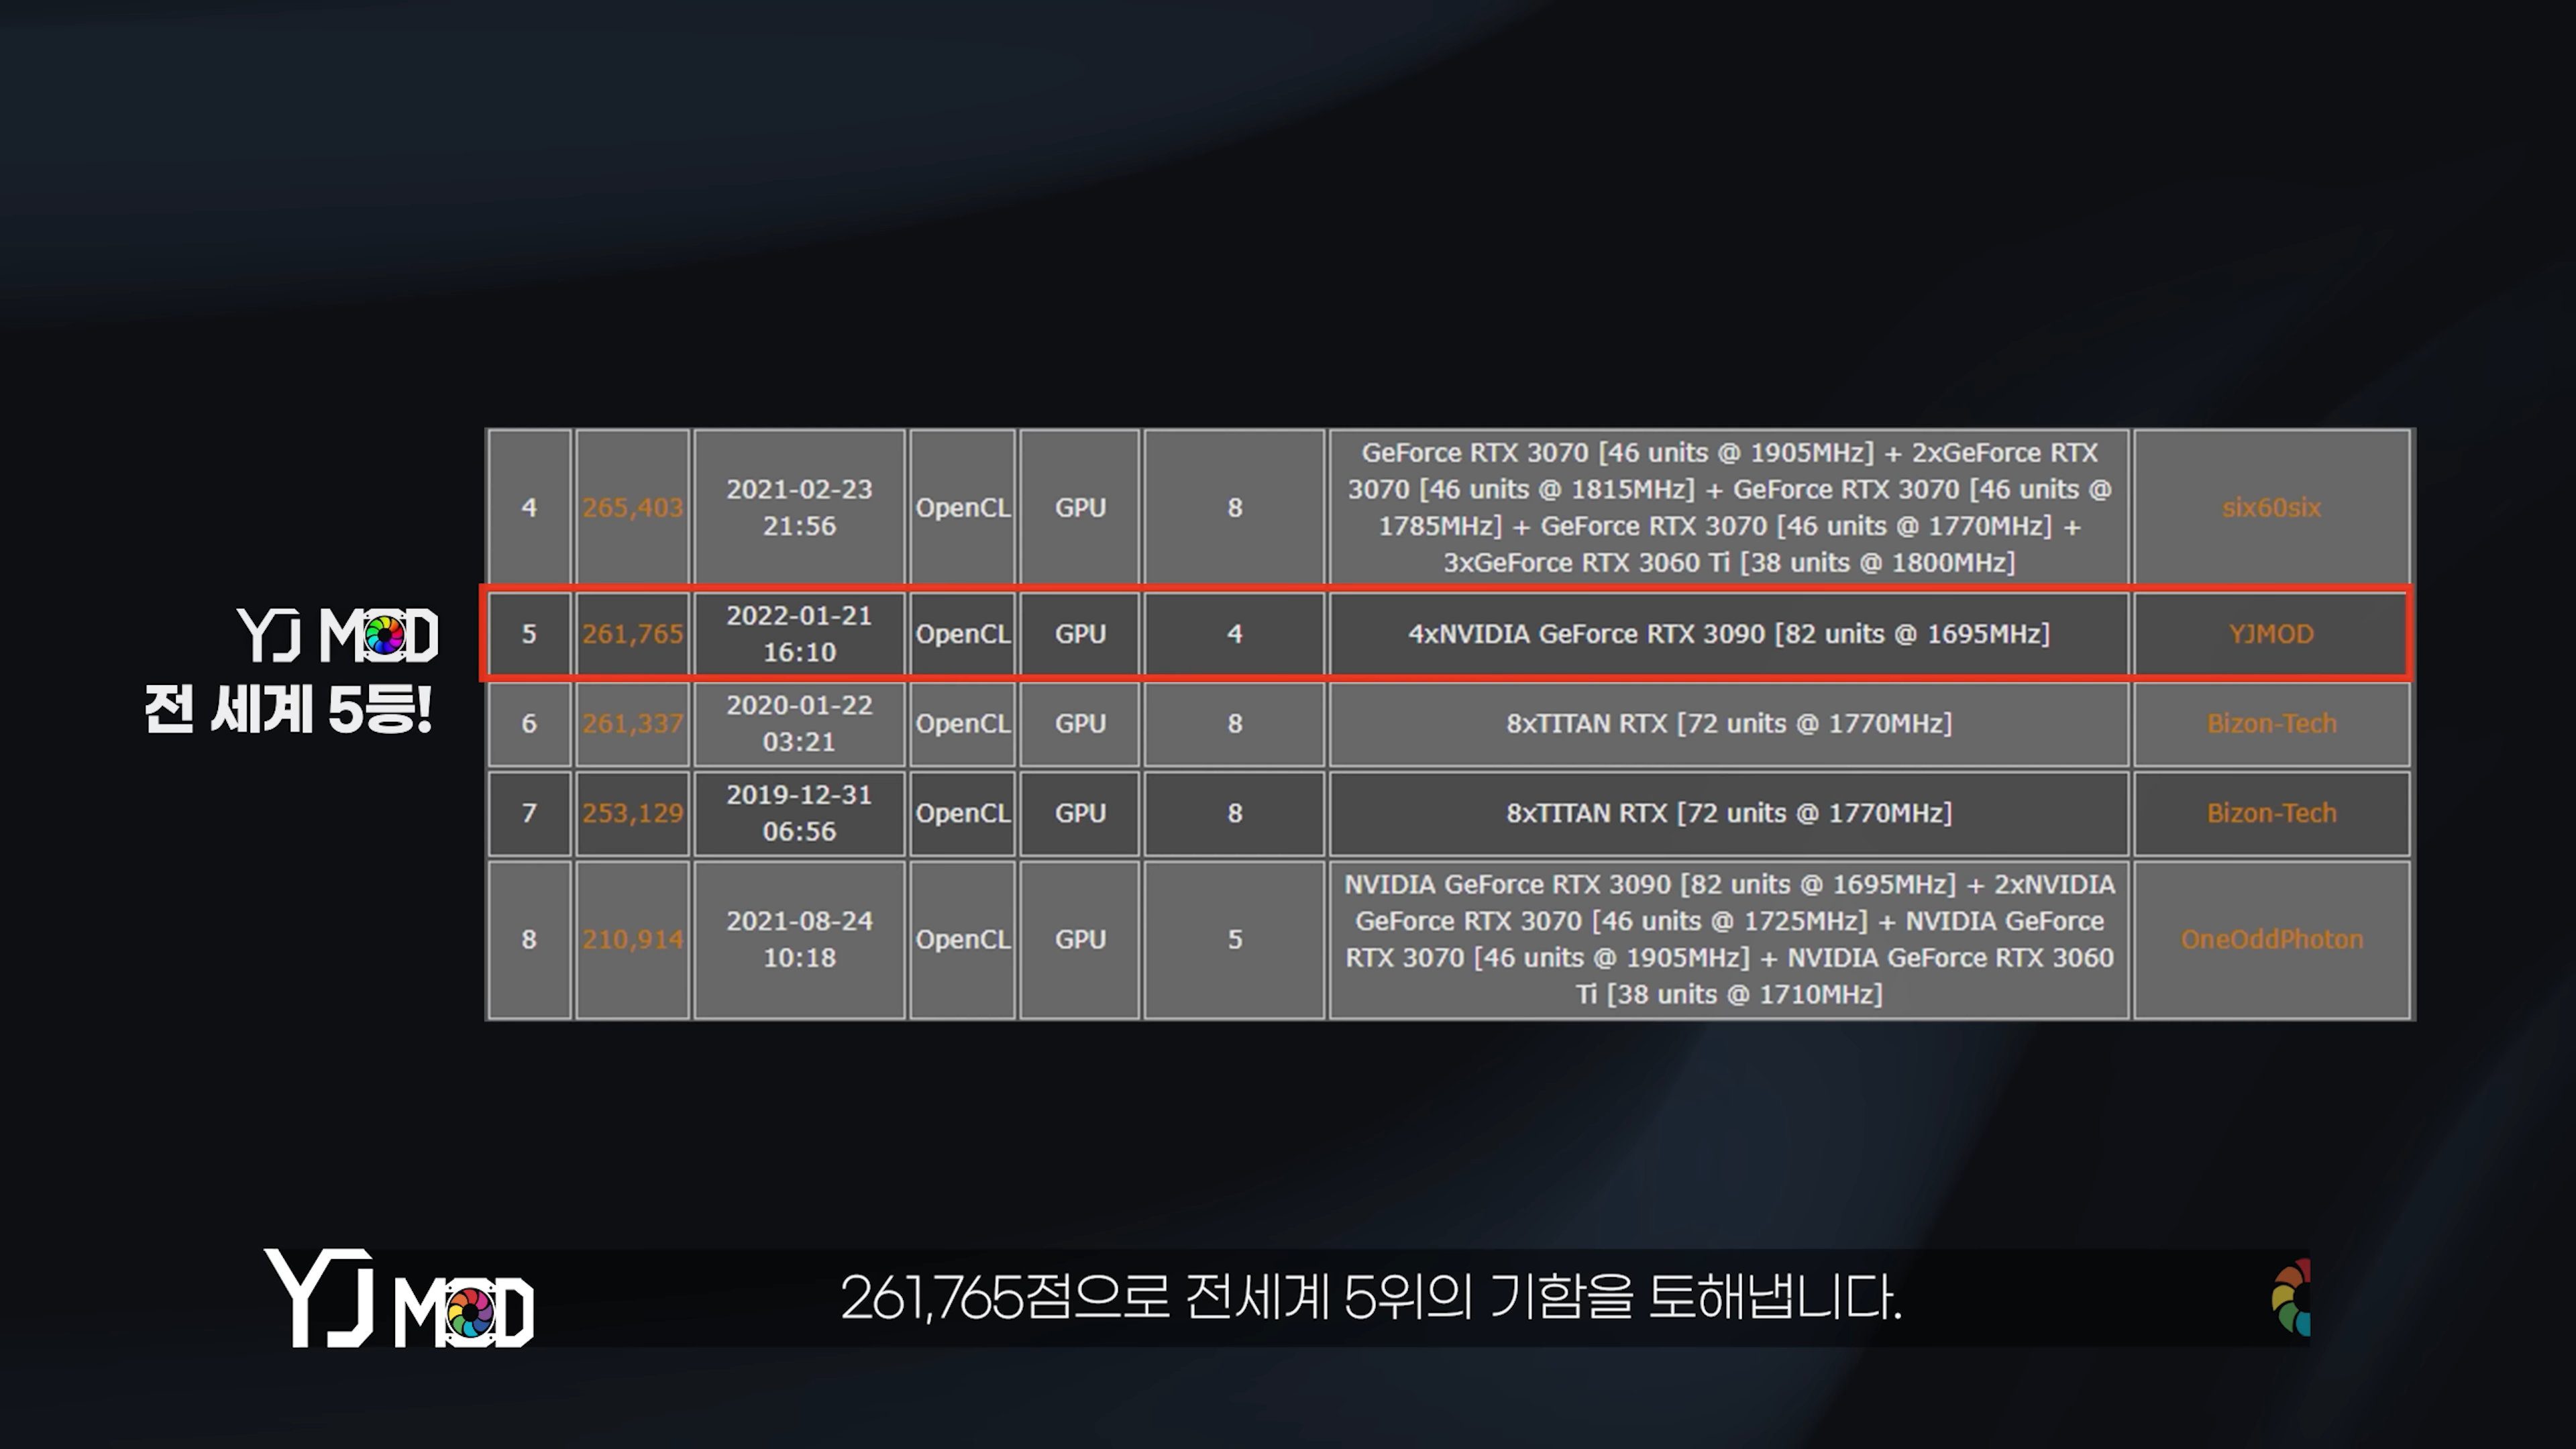 4 265,403 2021-02-23 21:56 OpenCL GPU 8 GeForce RTX 3070 [46 units @ 1905MHz] + 2xGeForce RTX 3070 [46 units @ 1815MHz] + GeForce RTX 3070 [46 units @ 1785MHz] + GeForce RTX 3070 [46 units @ 1770MHz] + 3xGeForce RTX 3060 Ti [38 units @ 1800MHz] six60six
YJ MOD
전 세계 5등!
5 261,765 2022-01-21 16:10 OpenCL GPU 4 4xNVIDIA GeForce RTX 3090 [82 units @ 1695MHz] YJMOD
6 261,337 2020-01-22 03:21 OpenCL GPU 8 8xTITAN RTX [72 units @ 1770MHz] Bizon-Tech
7 253,129 2019-12-31 06:56 OpenCL GPU 8 8xTITAN RTX [72 units @ 1770MHz] Bizon-Tech
8 210,914 2021-08-24 10:18 OpenCL GPU 5 NVIDIA GeForce RTX 3090 [82 units @ 1695MHz] + 2xNVIDIA GeForce RTX 3070 [46 units @ 1725MHz] + NVIDIA GeForce RTX 3070 [46 units @ 1905MHz] + NVIDIA GeForce RTX 3060 Ti [38 units @ 1710MHz] OneOddPhoton
YJ MOD
261,765점으로 전세계 5위의 기함을 토해냅니다.